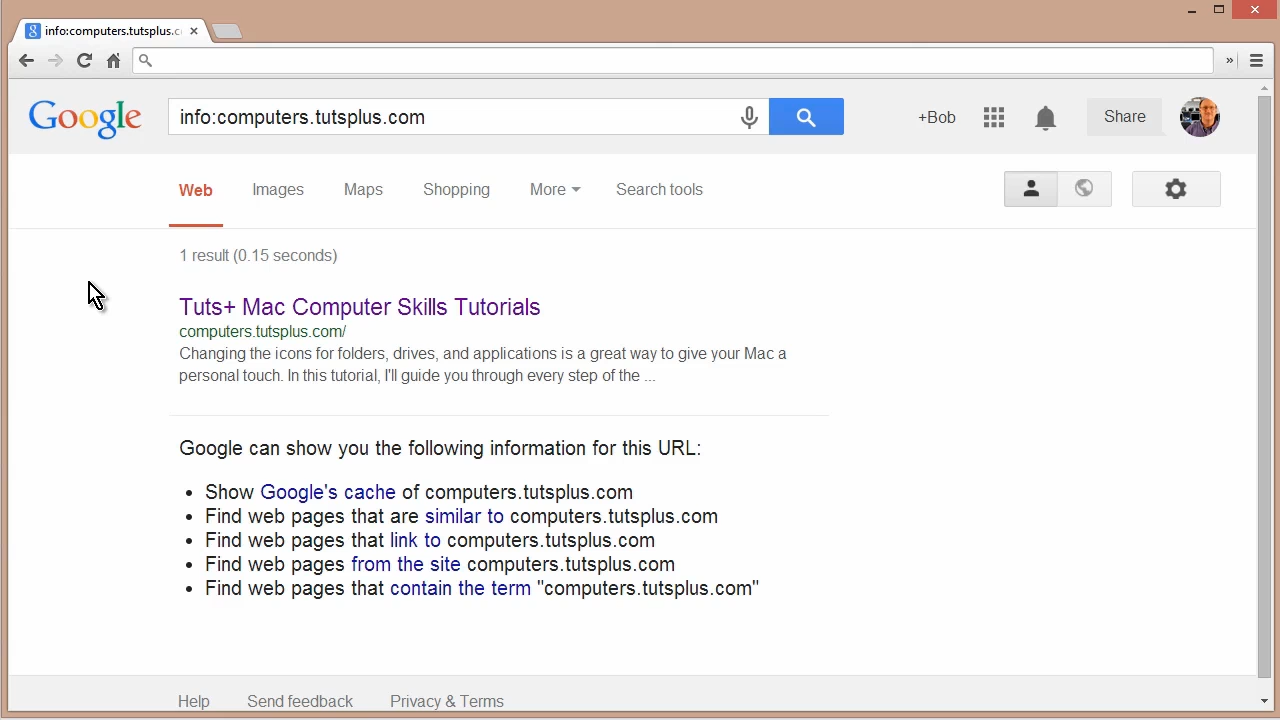 info:computers.tutsplus.c
»
Google
info:computers.tutsplus.com
+Bob
Share
Web
Images
Maps
Shopping
More
Search tools
1 result (0.15 seconds)
Tuts+ Mac Computer Skills Tutorials
computers.tutsplus.com/
Changing the icons for folders, drives, and applications is a great way to give your Mac a
personal touch. In this tutorial, I'll guide you through every step of the ...
Google can show you the following information for this URL:
• Show Google's cache of computers.tutsplus.com
• Find web pages that are similar to computers.tutsplus.com
• Find web pages that link to computers.tutsplus.com
• Find web pages from the site computers.tutsplus.com
• Find web pages that contain the term "computers.tutsplus.com"
Help
Send feedback
Privacy & Terms